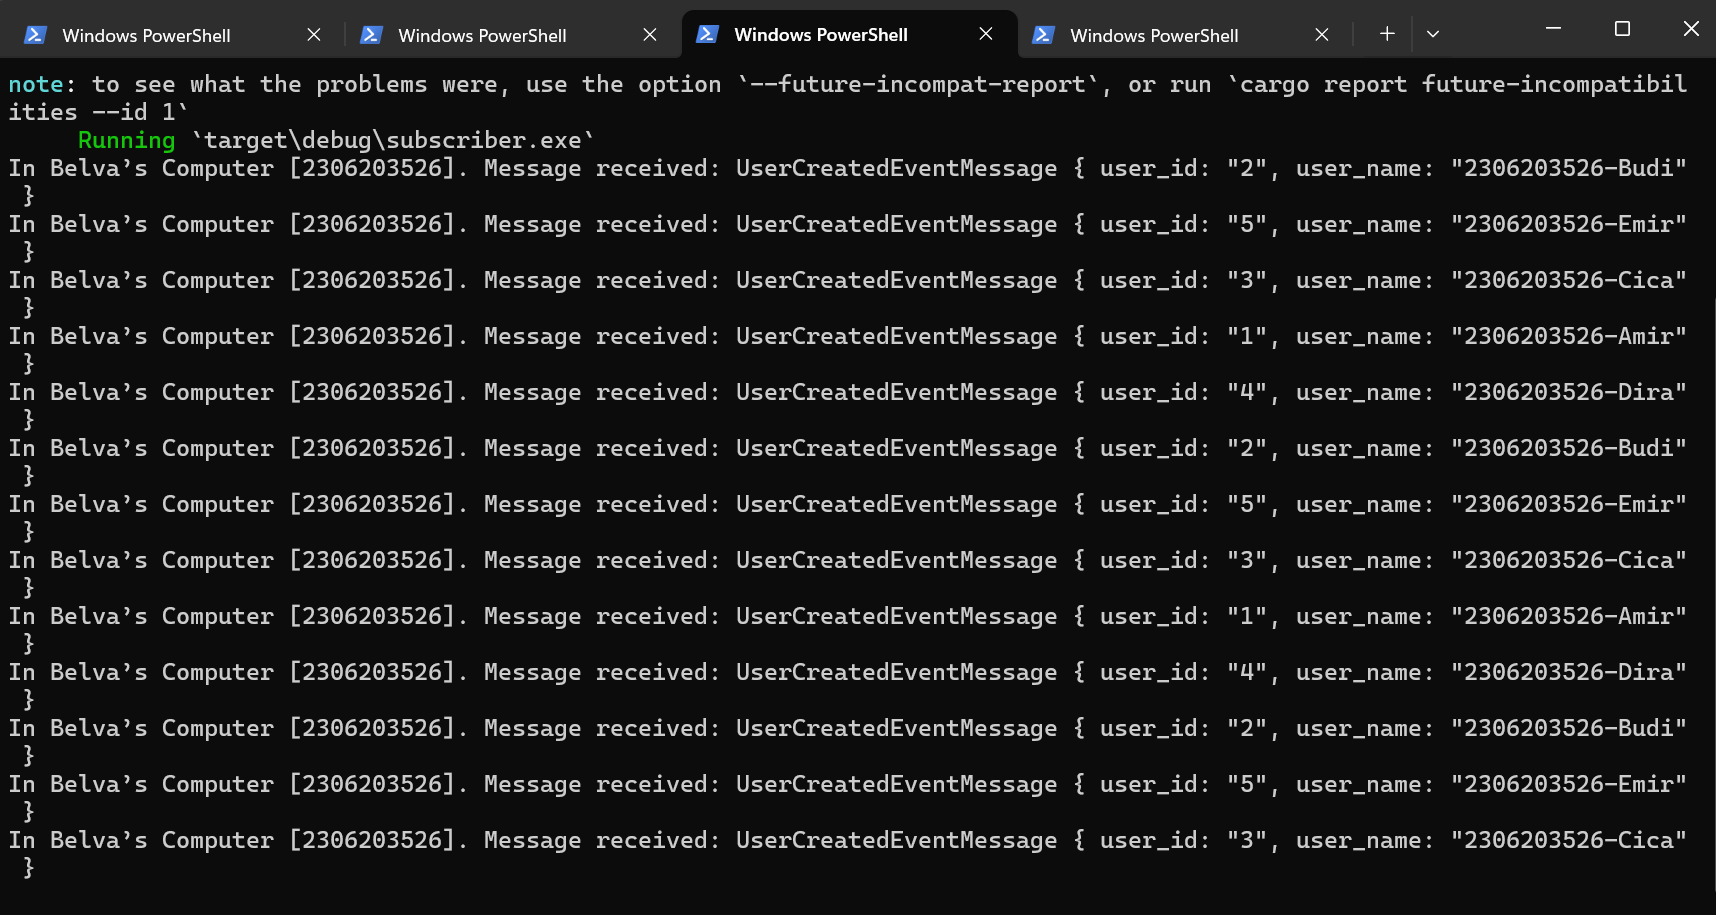 Windows PowerShell
Windows PowerShell
Windows PowerShell
Windows PowerShell
note: to see what the problems were, use the option `--future-incompat-report`, or run `cargo report future-incompatibil
ities --id 1`
Running `target\debug\subscriber.exe`
In Belva’s Computer [2306203526]. Message received: UserCreatedEventMessage { user_id: "2", user_name: "2306203526-Budi"
}
In Belva’s Computer [2306203526]. Message received: UserCreatedEventMessage { user_id: "5", user_name: "2306203526-Emir"
}
In Belva’s Computer [2306203526]. Message received: UserCreatedEventMessage { user_id: "3", user_name: "2306203526-Cica"
}
In Belva’s Computer [2306203526]. Message received: UserCreatedEventMessage { user_id: "1", user_name: "2306203526-Amir"
}
In Belva’s Computer [2306203526]. Message received: UserCreatedEventMessage { user_id: "4", user_name: "2306203526-Dira"
}
In Belva’s Computer [2306203526]. Message received: UserCreatedEventMessage { user_id: "2", user_name: "2306203526-Budi"
}
In Belva’s Computer [2306203526]. Message received: UserCreatedEventMessage { user_id: "5", user_name: "2306203526-Emir"
}
In Belva’s Computer [2306203526]. Message received: UserCreatedEventMessage { user_id: "3", user_name: "2306203526-Cica"
}
In Belva’s Computer [2306203526]. Message received: UserCreatedEventMessage { user_id: "1", user_name: "2306203526-Amir"
}
In Belva’s Computer [2306203526]. Message received: UserCreatedEventMessage { user_id: "4", user_name: "2306203526-Dira"
}
In Belva’s Computer [2306203526]. Message received: UserCreatedEventMessage { user_id: "2", user_name: "2306203526-Budi"
}
In Belva’s Computer [2306203526]. Message received: UserCreatedEventMessage { user_id: "5", user_name: "2306203526-Emir"
}
In Belva’s Computer [2306203526]. Message received: UserCreatedEventMessage { user_id: "3", user_name: "2306203526-Cica"
}